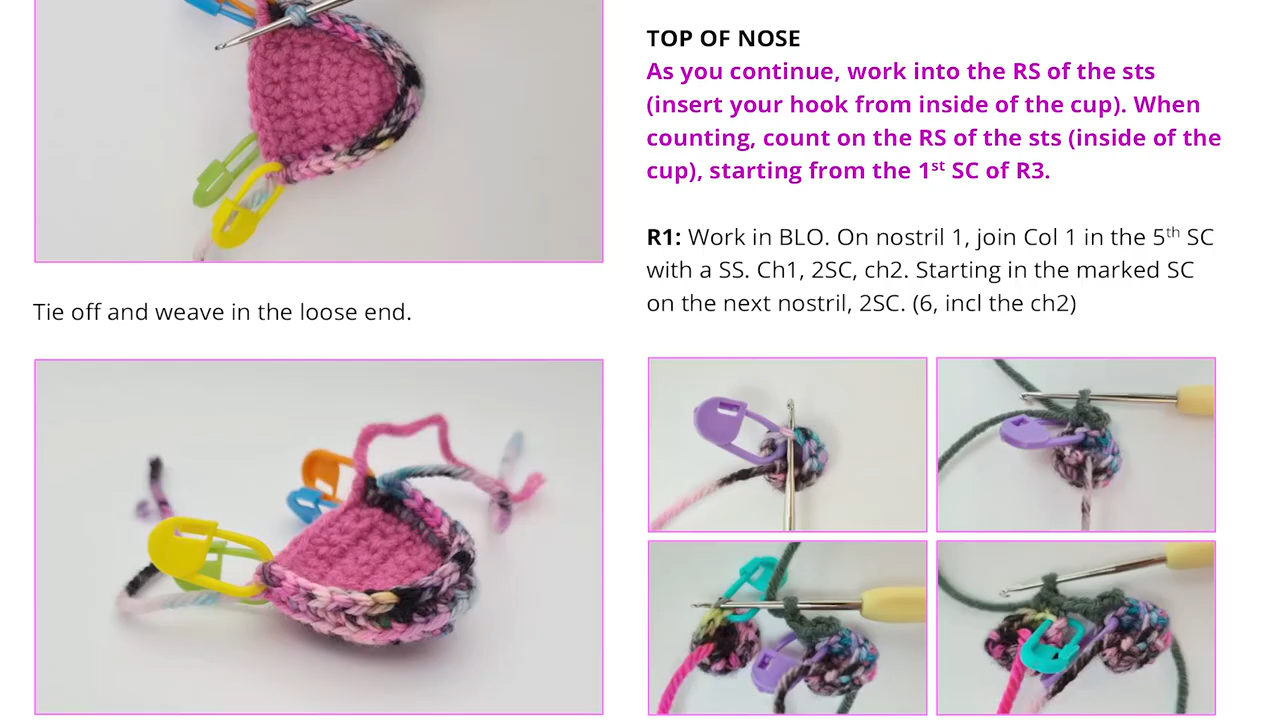 Tie off and weave in the loose end.
TOP OF NOSE
As you continue, work into the RS of the sts
(insert your hook from inside of the cup). When
counting, count on the RS of the sts (inside of the
cup), starting from the 1st SC of R3.
R1: Work in BLO. On nostril 1, join Col 1 in the 5th SC
with a SS. Ch1, 2SC, ch2. Starting in the marked SC
on the next nostril, 2SC. (6, incl the ch2)